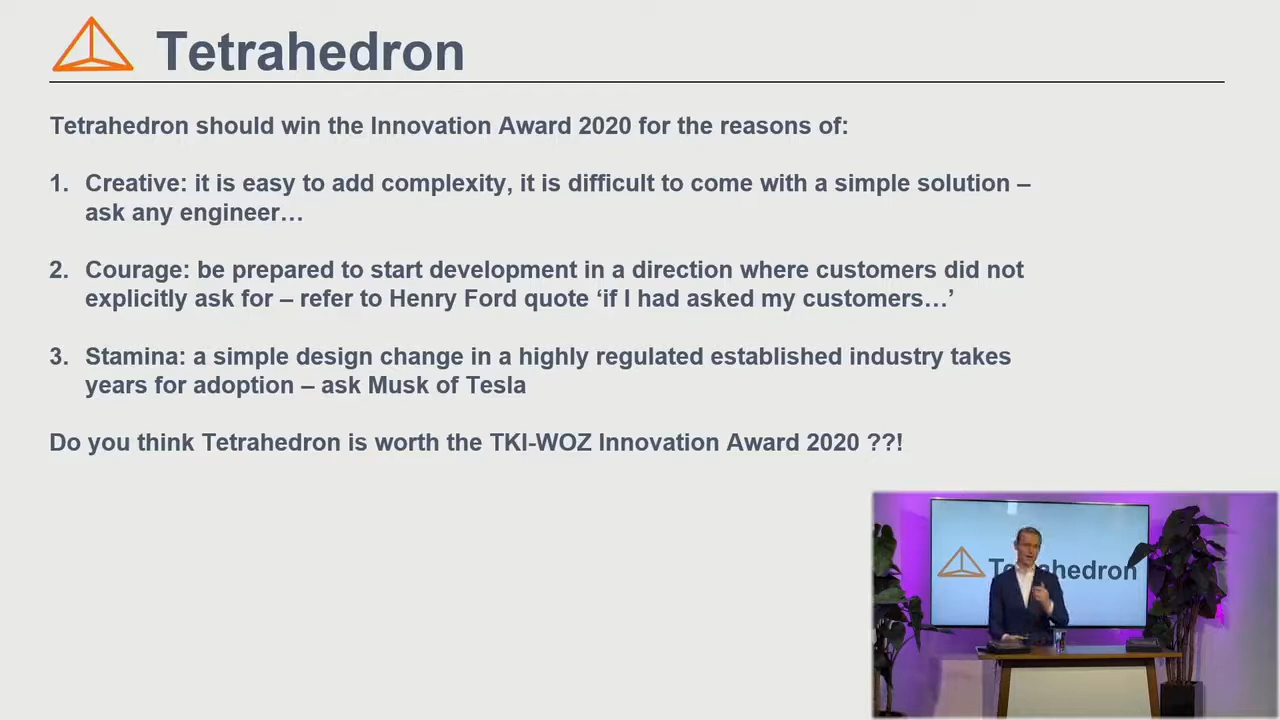 Tetrahedron
Tetrahedron should win the Innovation Award 2020 for the reasons of:
1. Creative: it is easy to add complexity, it is difficult to come with a simple solution –
ask any engineer…
2. Courage: be prepared to start development in a direction where customers did not
explicitly ask for – refer to Henry Ford quote ‘if I had asked my customers…’
3. Stamina: a simple design change in a highly regulated established industry takes
years for adoption – ask Musk of Tesla
Do you think Tetrahedron is worth the TKI-WOZ Innovation Award 2020 ??!
Te ahedron